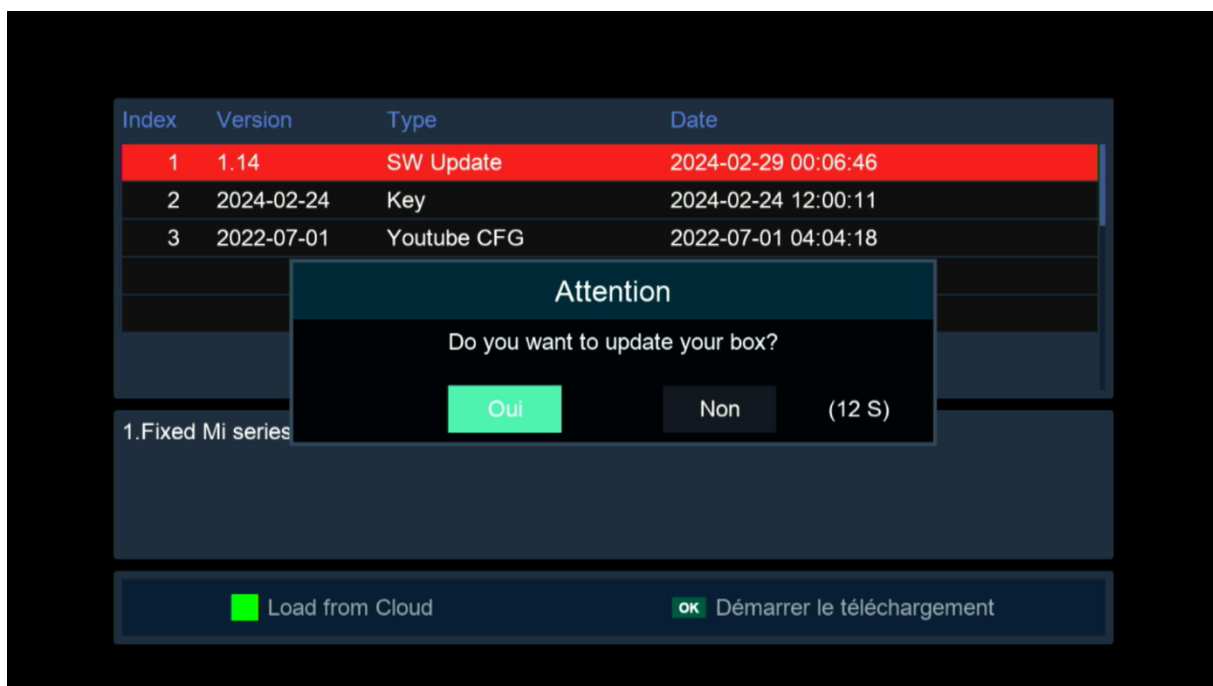 Index Version Type Date
1 1.14 SW Update 2024-02-29 00:06:46
2 2024-02-24 Key 2024-02-24 12:00:11
3 2022-07-01 Youtube CFG 2022-07-01 04:04:18
Attention
Do you want to update your box?
Oui Non (12 S)
1.Fixed Mi series
Load from Cloud OK Démarrer le téléchargement